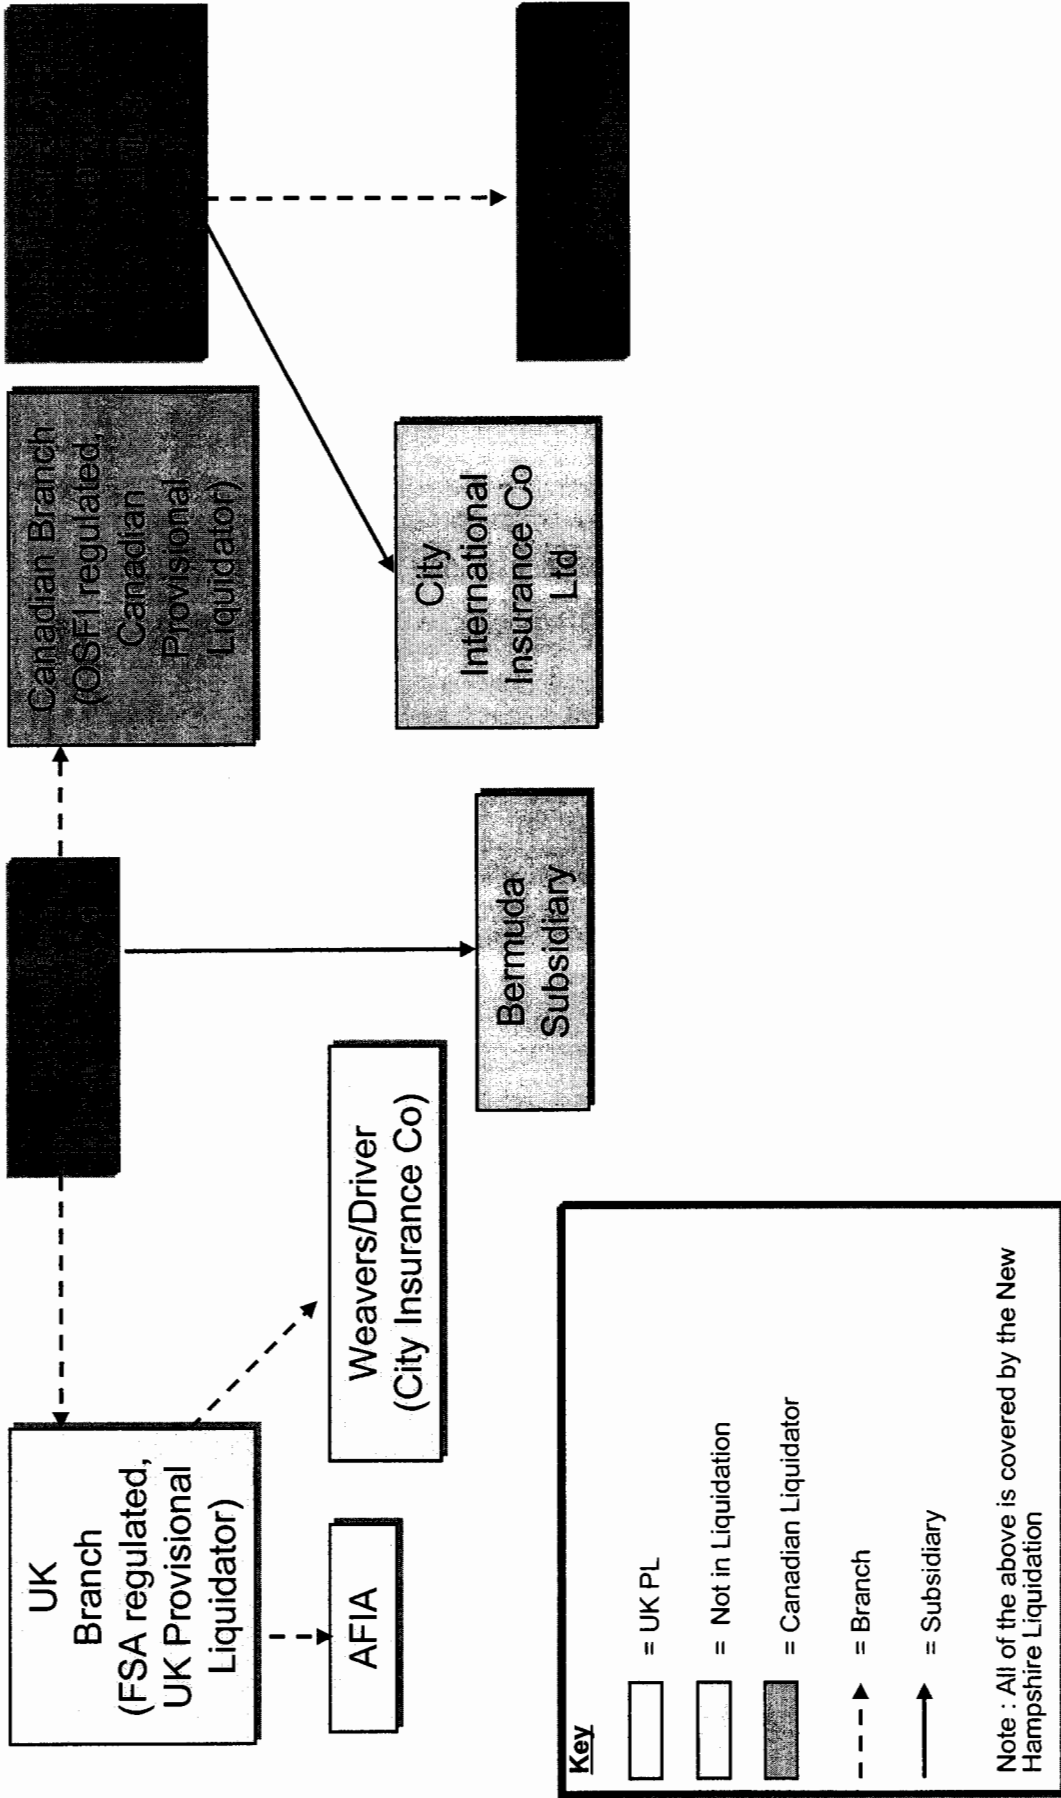 UK
Branch
(FSA regulated,
UK Provisional
Liquidator)
AFIA
Weavers/Driver
(City Insurance Co)
Bermuda
Subsidiary
Canadian Branch
(OSFI regulated,
Canadian
Provisional
Liquidator)
City
International
Insurance Co
Ltd
Key
= UK PL
= Not in Liquidation
= Canadian Liquidator
= Branch
= Subsidiary
Note : All of the above is covered by the New
Hampshire Liquidation